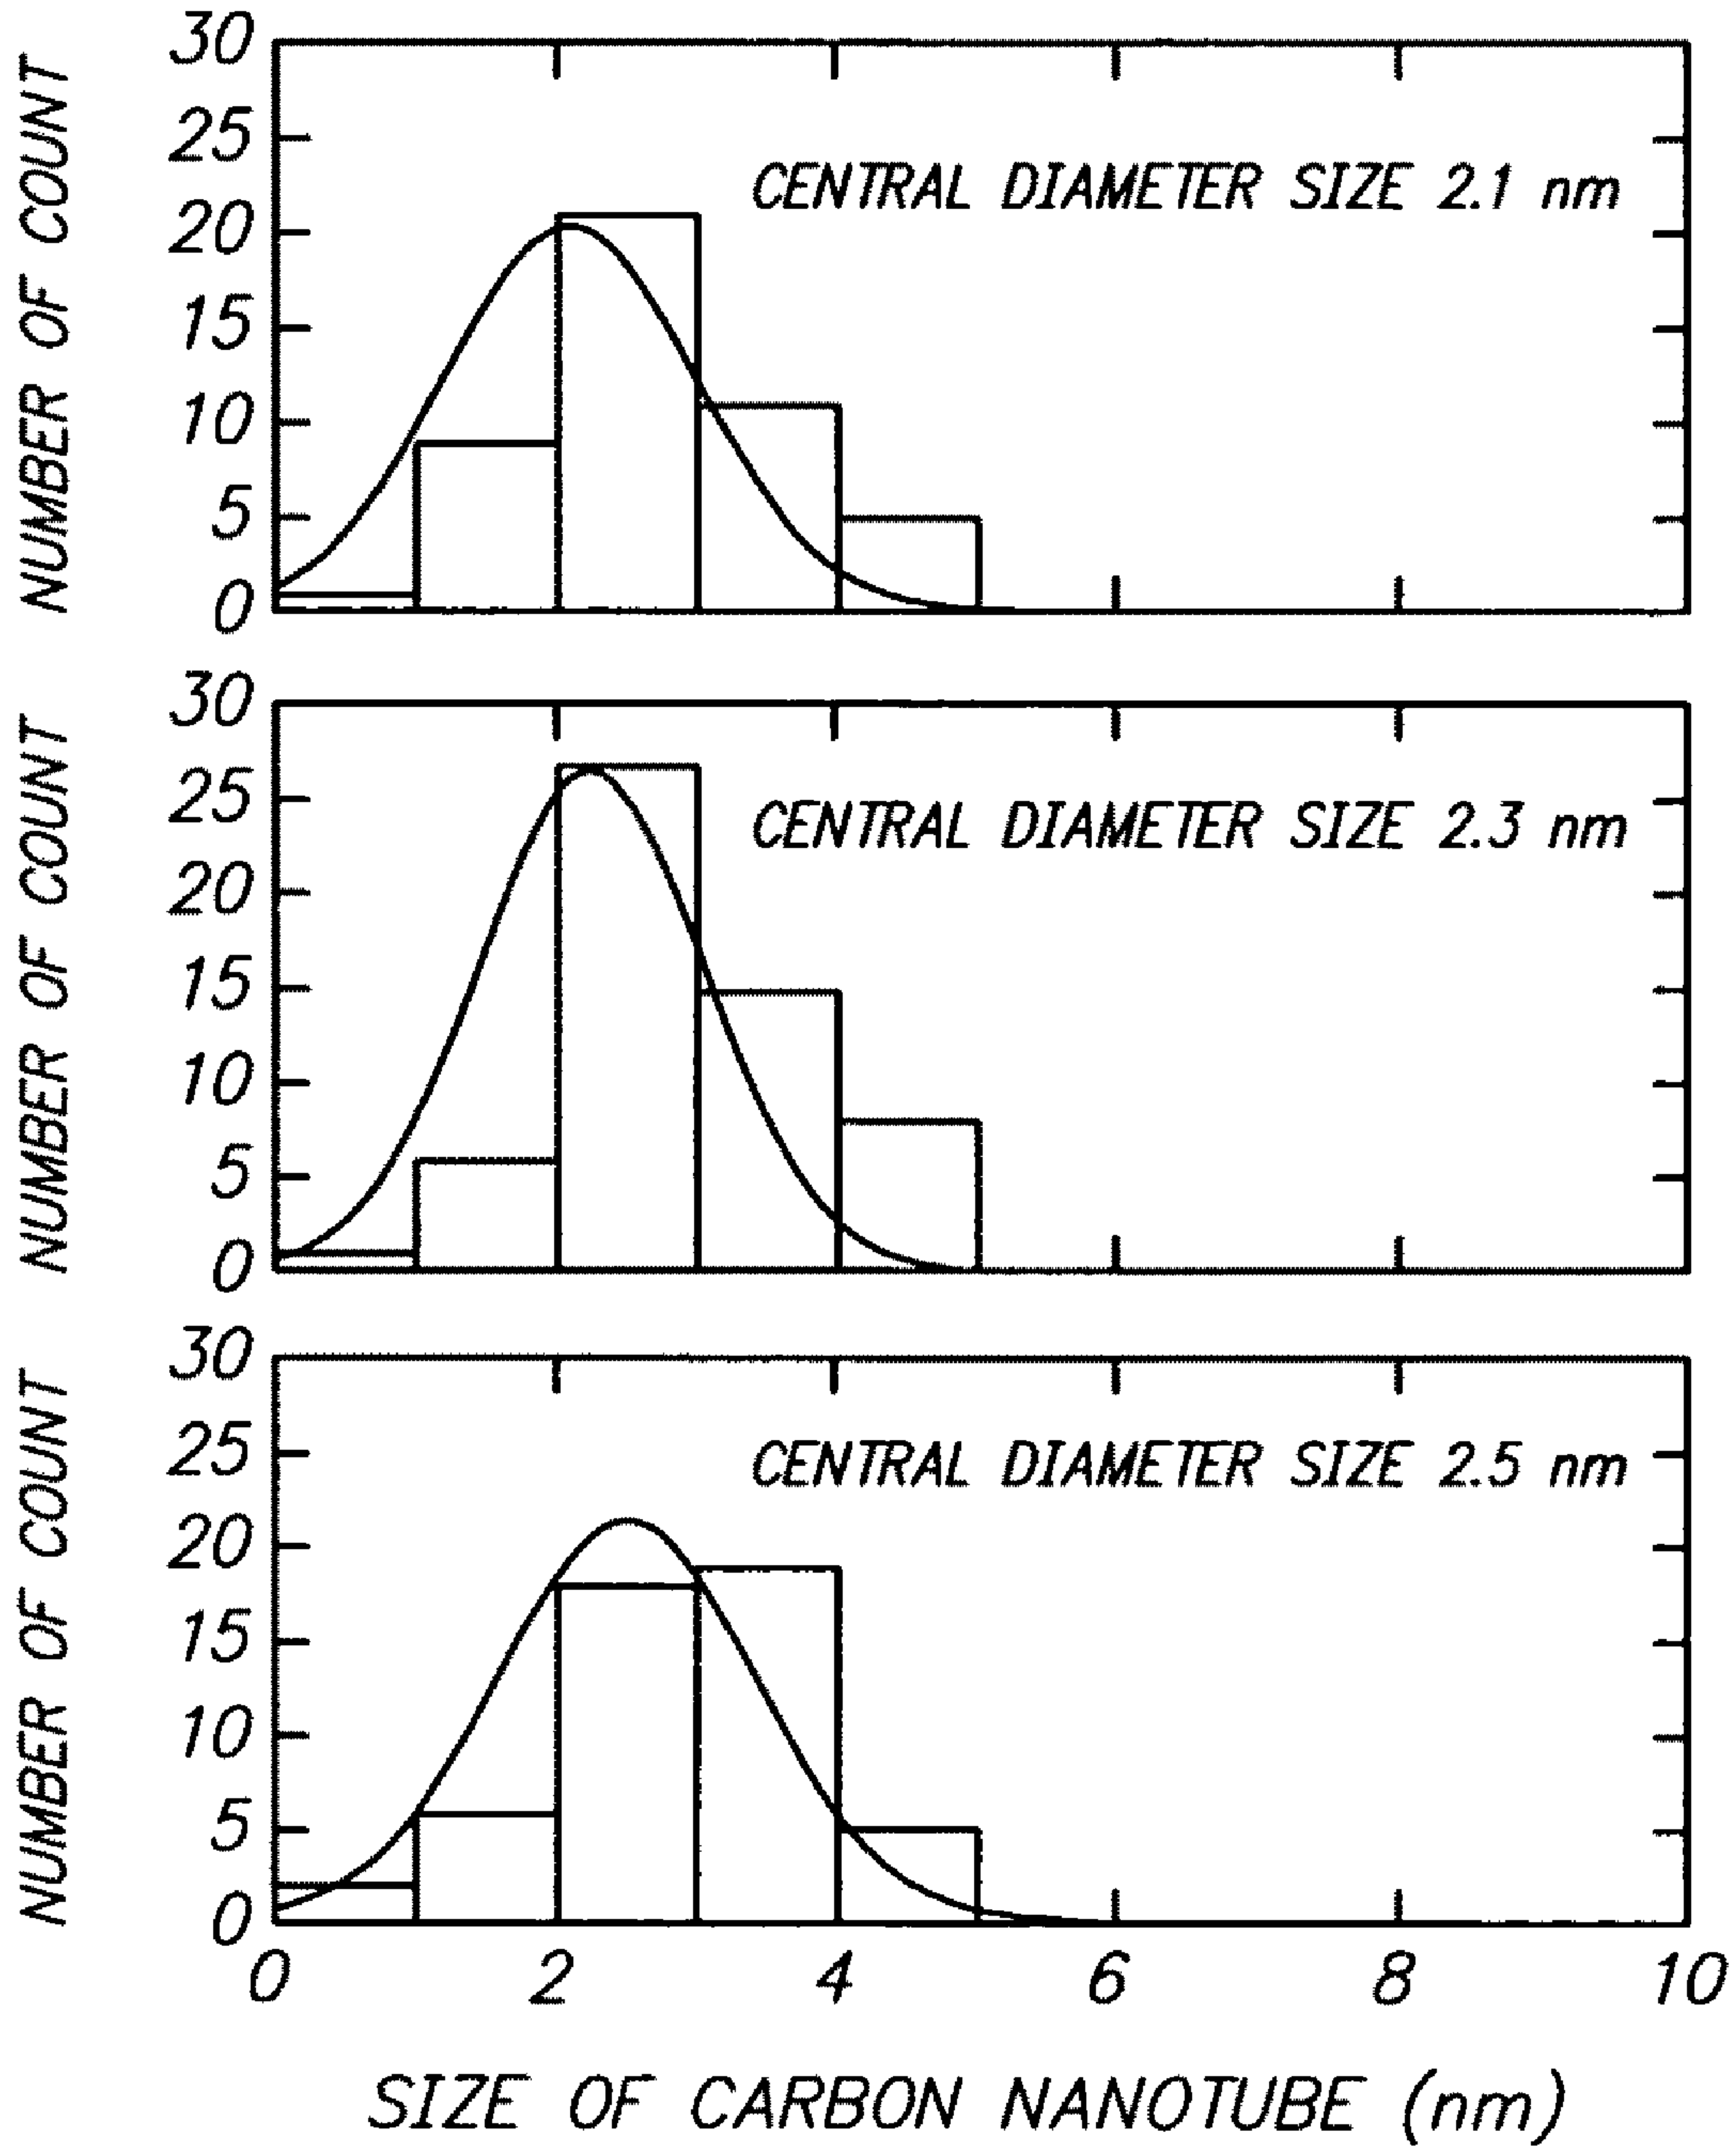 NUMBER OF COUNT
30
25
20
15
10
5
0
CENTRAL DIAMETER SIZE 2.1 nm
NUMBER OF COUNT
30
25
20
15
10
5
0
CENTRAL DIAMETER SIZE 2.3 nm
NUMBER OF COUNT
30
25
20
15
10
5
0
CENTRAL DIAMETER SIZE 2.5 nm
0 2 4 6 8 10
SIZE OF CARBON NANOTUBE (nm)